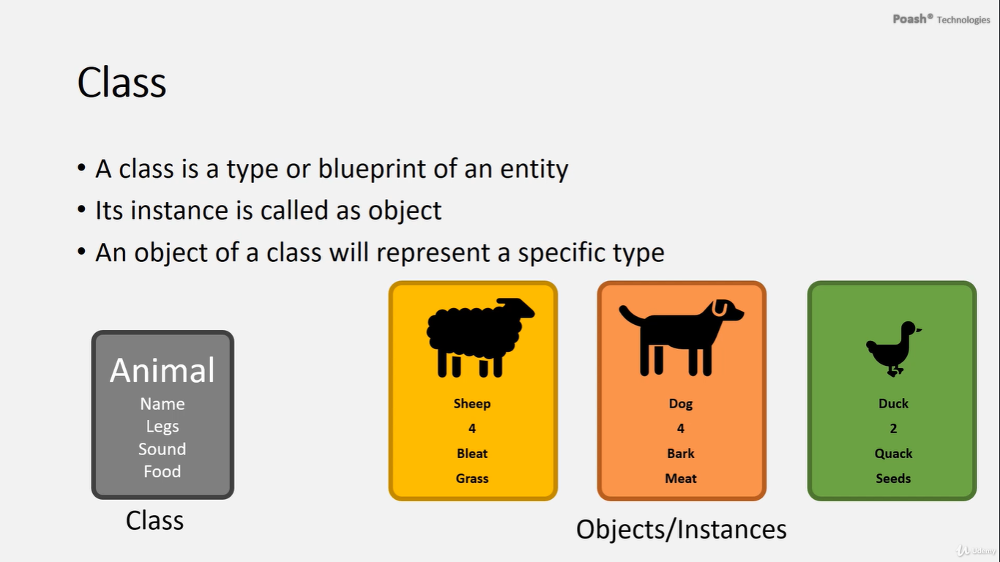 Poash® Technologies
Class
• A class is a type or blueprint of an entity
• Its instance is called as object
• An object of a class will represent a specific type
Animal
Name
Legs
Sound
Food
Class
Sheep
4
Bleat
Grass
Dog
4
Bark
Meat
Duck
2
Quack
Seeds
Objects/Instances
Udemy